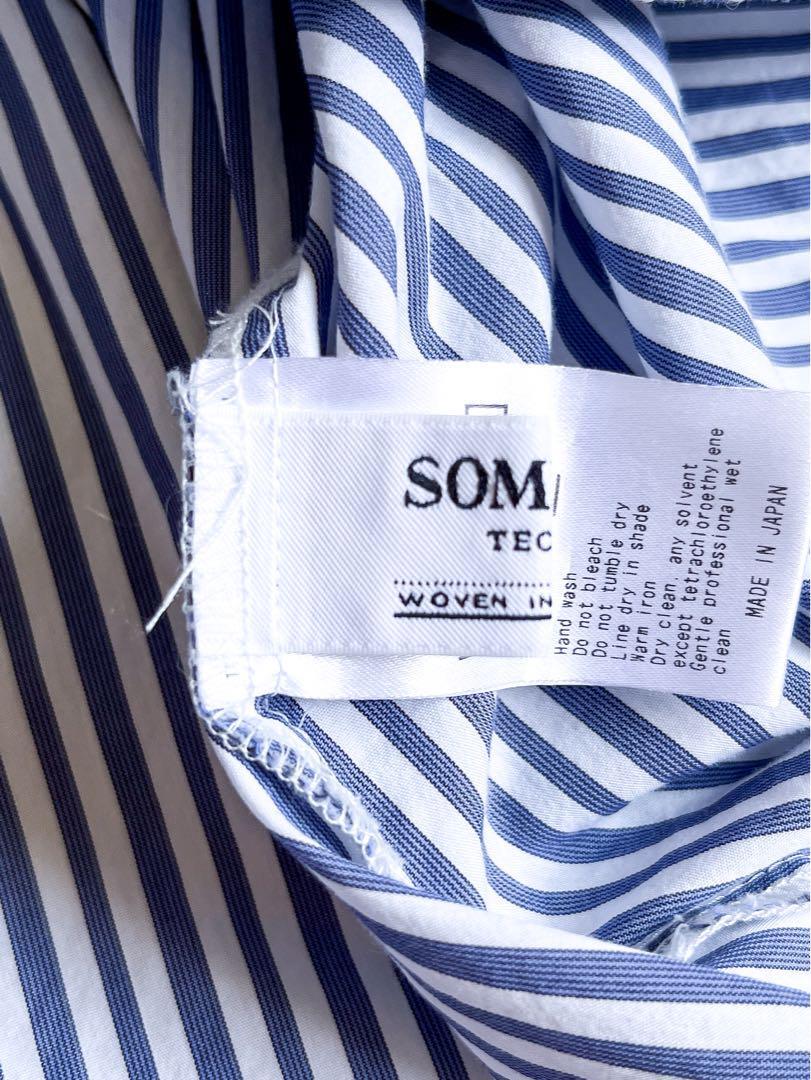 SOM
TEC
WOVEN IN
Hand wash
Do not bleach
Do not tumble dry
Line dry in shade
Warm iron
Dry clean, any solvent
except tetrachloroethylene
Gentle professional wet
clean
MADE IN JAPAN